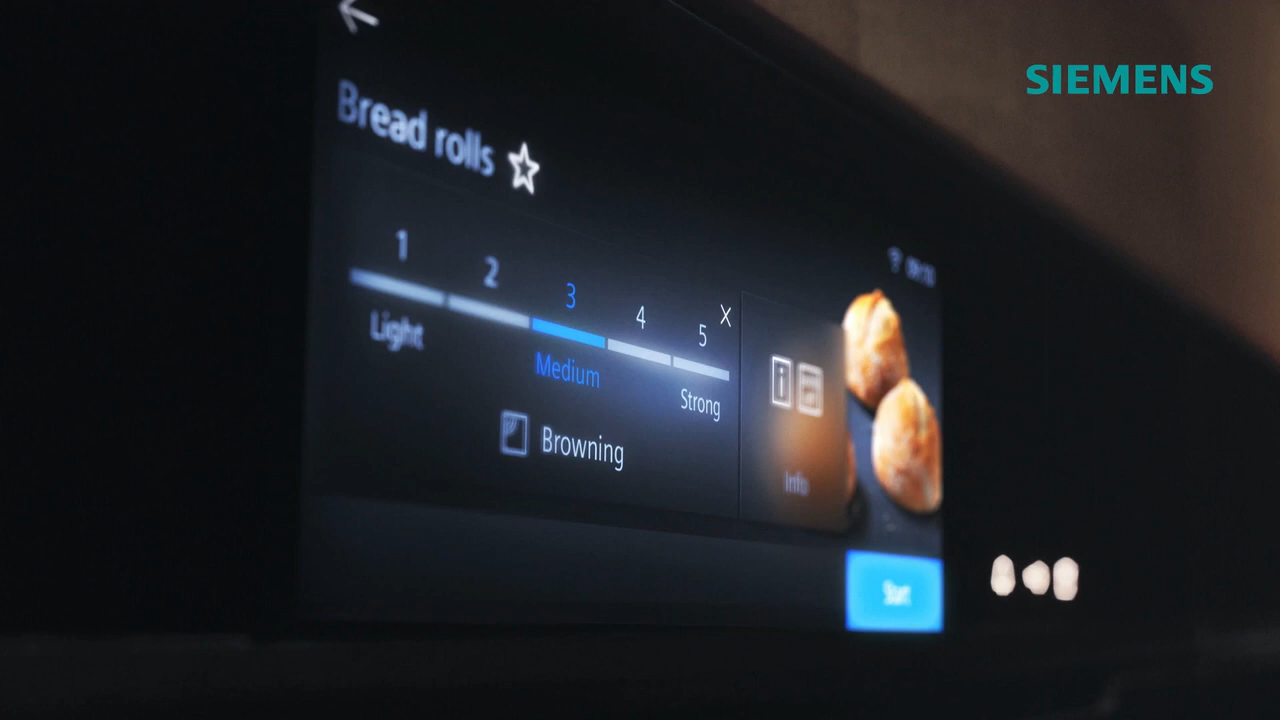 SIEMENS
Bread rolls
1 2 3 4 5
Light Medium Strong
Browning
Info
Start